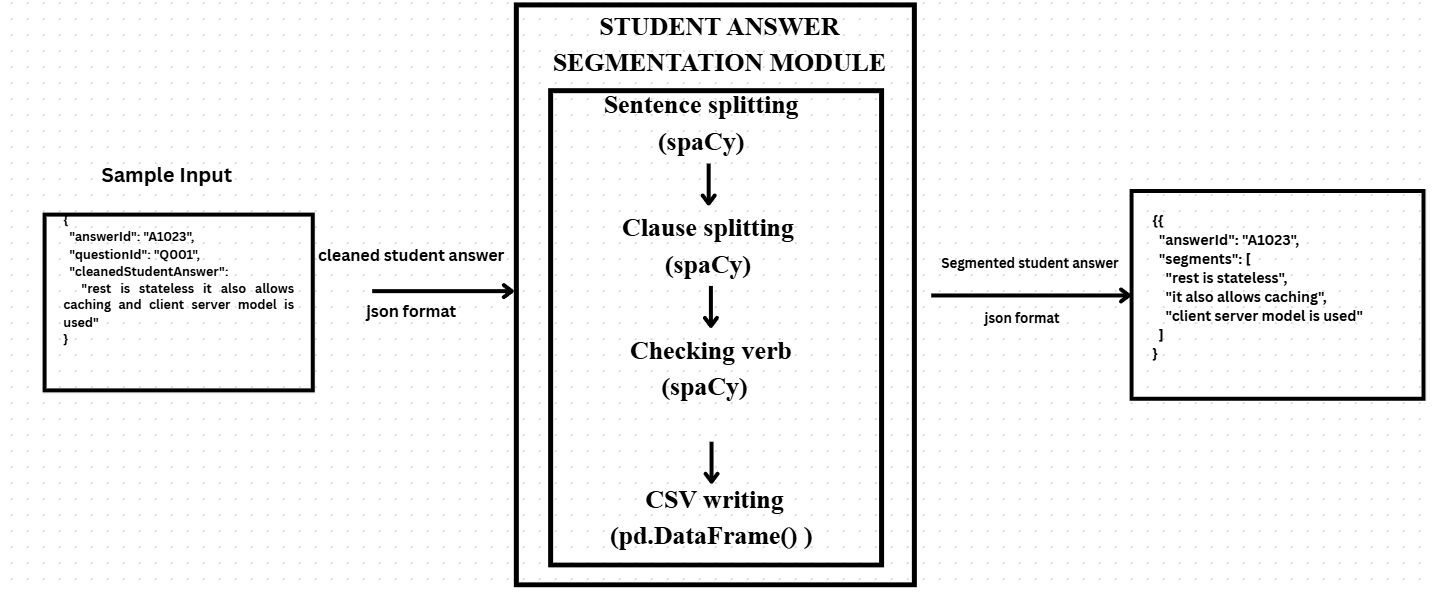 Sample Input
{
"answerId": "A1023",
"questionId": "Q001",
"cleanedStudentAnswer":
"rest is stateless it also allows
caching and client server model is
used"
}
cleaned student answer
json format
STUDENT ANSWER
SEGMENTATION MODULE
Sentence splitting
(spaCy)
Clause splitting
(spaCy)
Checking verb
(spaCy)
CSV writing
(pd.DataFrame() )
Segmented student answer
json format
{{
"answerId": "A1023",
"segments": [
"rest is stateless",
"it also allows caching",
"client server model is used"
]
}